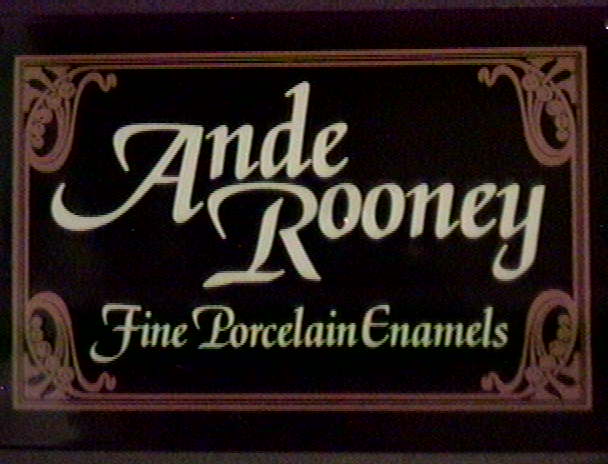 Ande
Rooney
Fine Porcelain Enamels